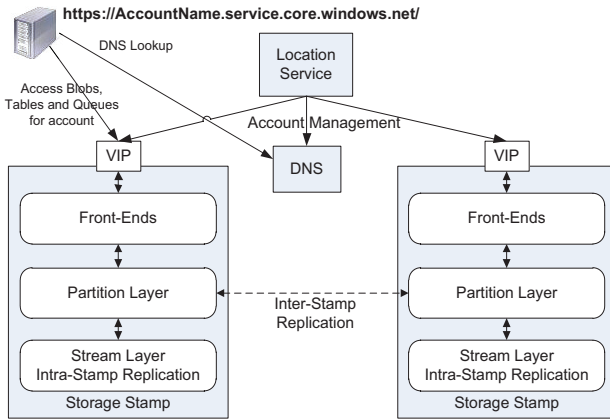 https://AccountName.service.core.windows.net/
DNS Lookup
Location
Service
Access Blobs,
Tables and Queues
for account
Account Management
VIP
DNS
VIP
Front-Ends
Partition Layer
Stream Layer
Intra-Stamp Replication
Storage Stamp
Inter-Stamp
Replication
Front-Ends
Partition Layer
Stream Layer
Intra-Stamp Replication
Storage Stamp